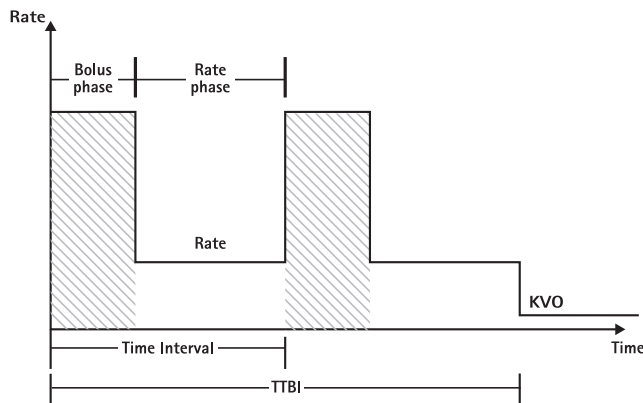 Rate
Bolus
phase
Rate
phase
Rate
KVO
Time
Time Interval
TTBI